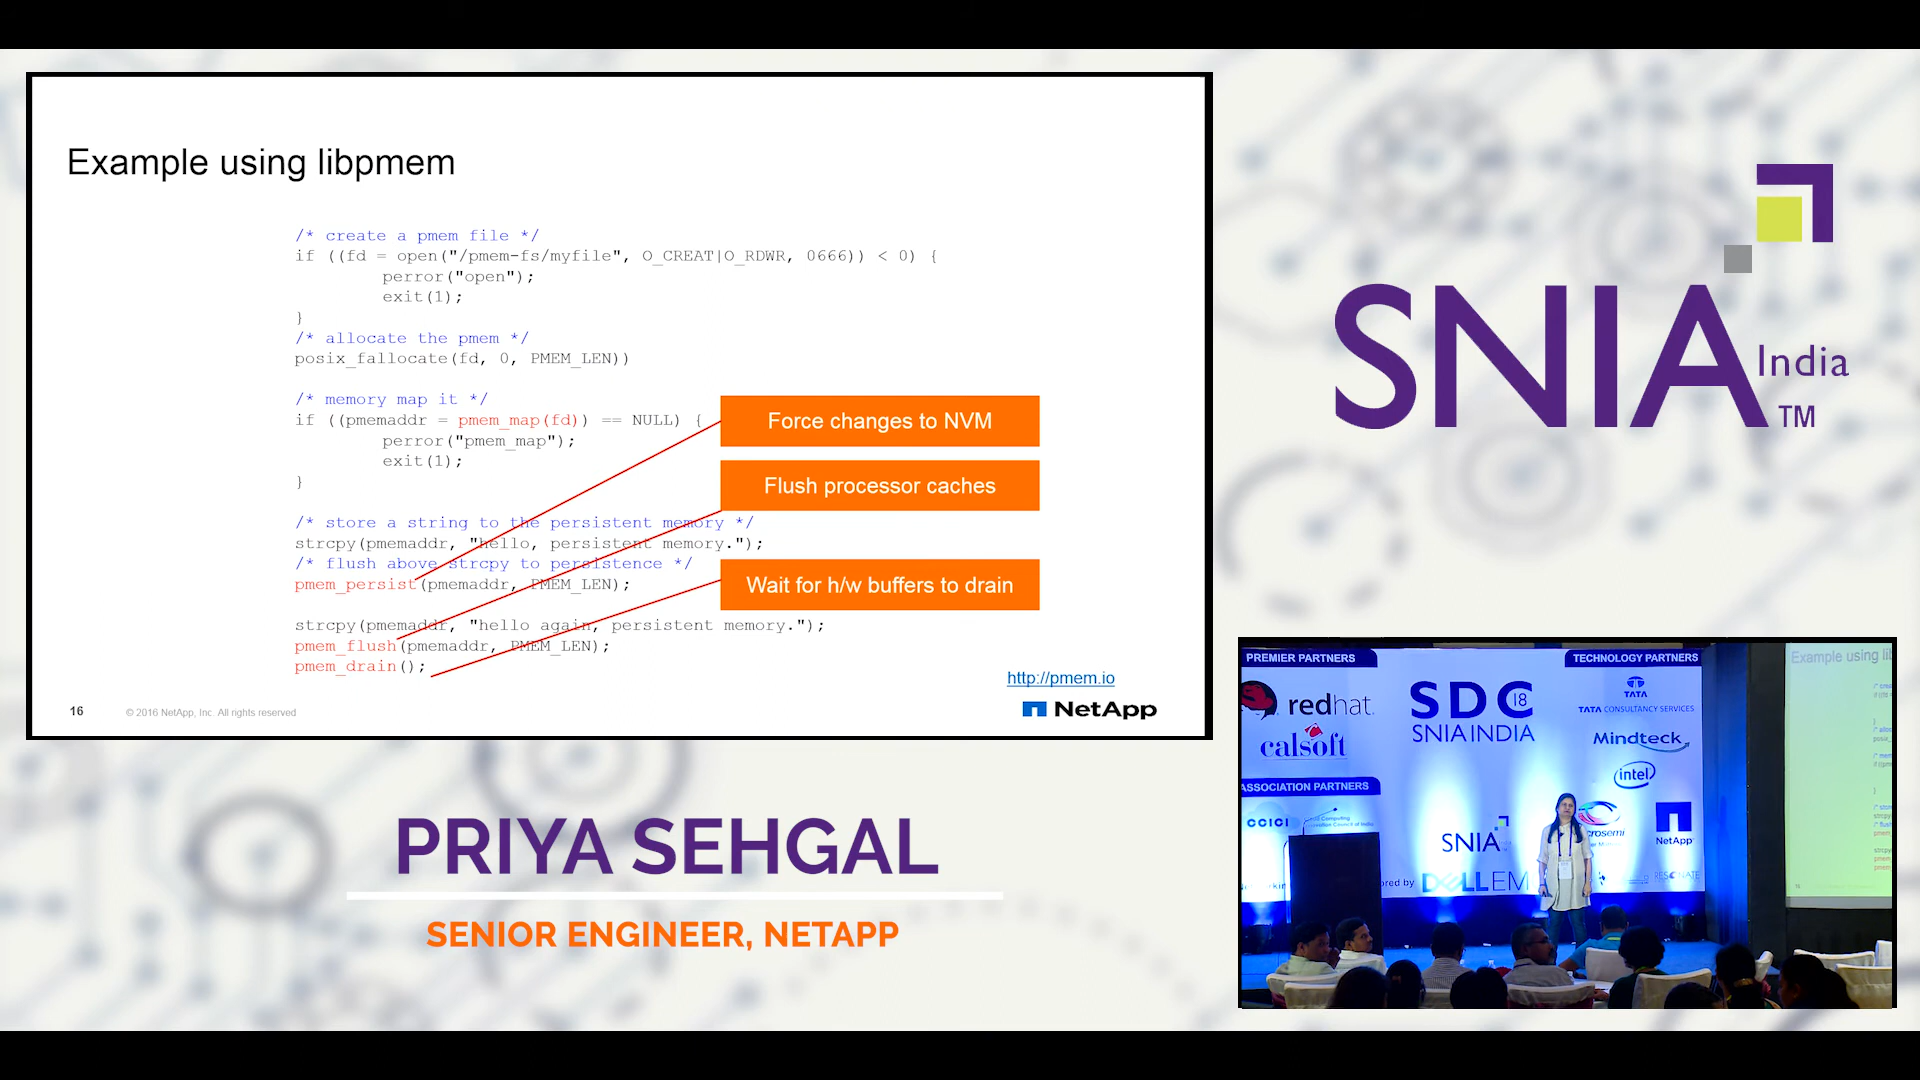 Example using libpmem
/* create a pmem file */
if ((fd = open("/pmem-fs/myfile", O_CREAT|O_RDWR, 0666)) < 0) {
perror("open");
exit(1);
}
/* allocate the pmem */
posix_fallocate(fd, 0, PMEM_LEN))
/* memory map it */
if ((pmemaddr = pmem_map(fd)) == NULL) {
perror("pmem_map");
exit(1);
}
/* store a string to the persistent memory */
strcpy(pmemaddr, "hello, persistent memory.");
/* flush above strcpy to persistence */
pmem_persist(pmemaddr, PMEM_LEN);
strcpy(pmemaddr, "hello again, persistent memory.");
pmem_flush(pmemaddr, PMEM_LEN);
pmem_drain();
Force changes to NVM
Flush processor caches
Wait for h/w buffers to drain
http://pmem.io
16
© 2016 NetApp, Inc. All rights reserved
NetApp
SNIA
India
TM
PRIYA SEHGAL
SENIOR ENGINEER, NETAPP
PREMIER PARTNERS
redhat.
calsoft
ASSOCIATION PARTNERS
CCICI
SDC 18
SNIA INDIA
SNIA
DELL EM
TECHNOLOGY PARTNERS
TATA
TATA CONSULTANCY SERVICES
Mindteck
intel
crosemi
NetApp
Example using li